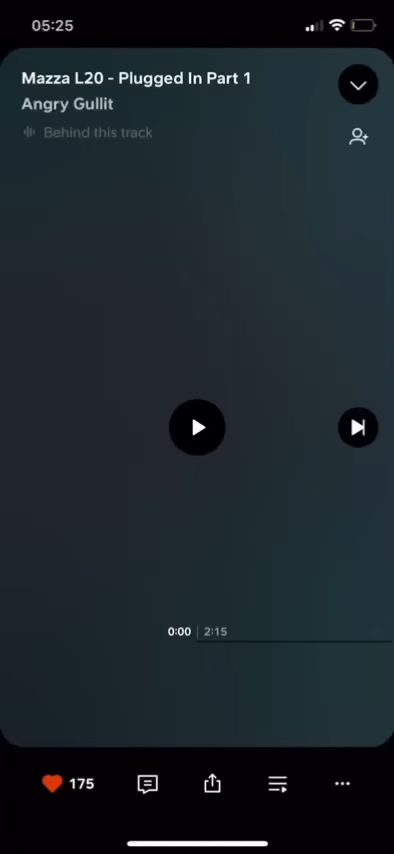 05:25
Mazza L20 - Plugged In Part 1
Angry Gullit
Behind this track
0:00 2:15
175